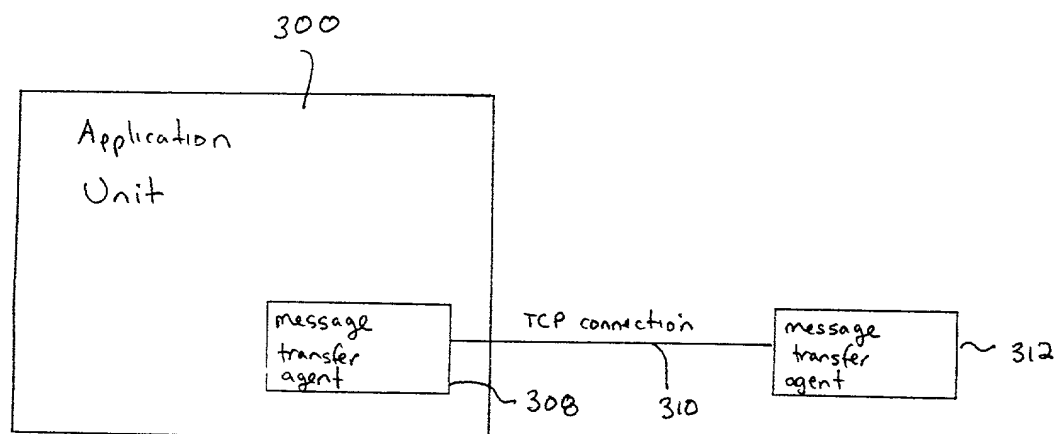 300
Application
Unit
message
transfer
agent
TCP connection
message
transfer
agent
308
310
312